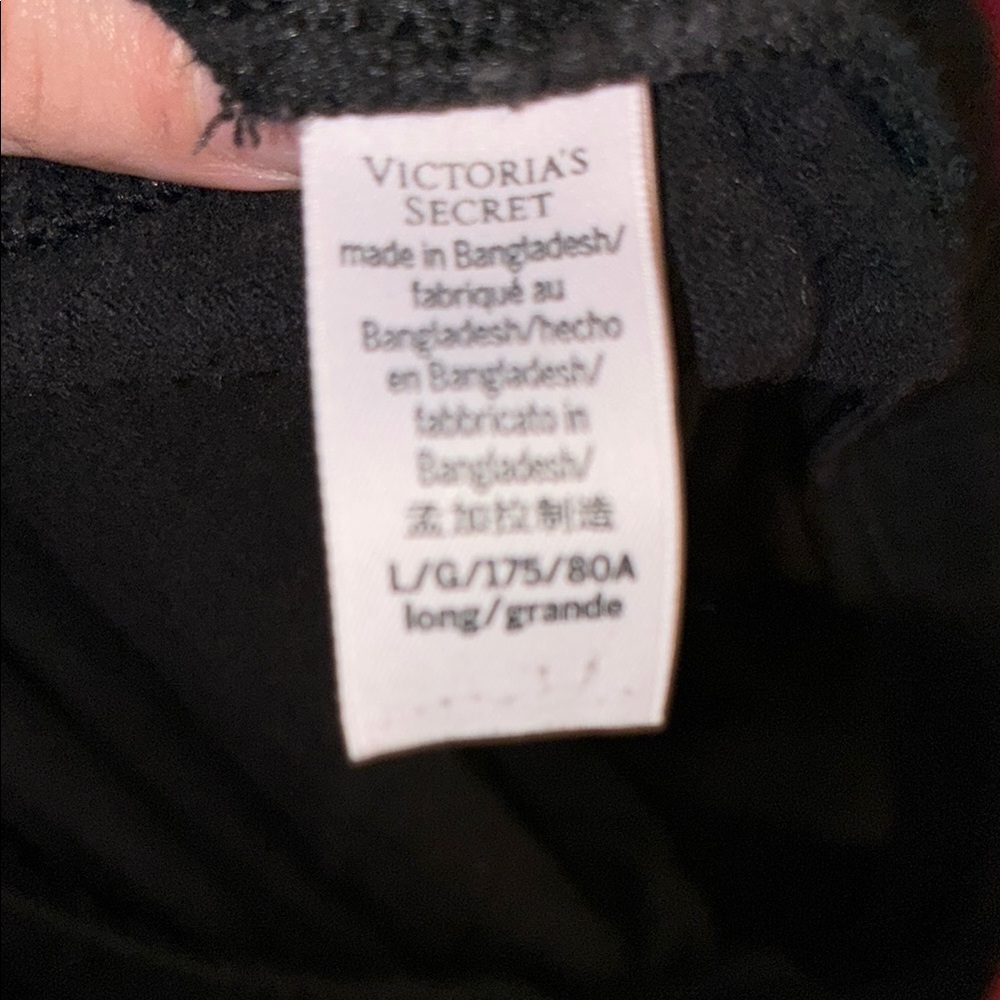 VICTORIA'S
SECRET
made in Bangladesh/
fabriqué au
Bangladesh/hecho
en Bangladesh/
fabbricato in
Bangladesh/
孟加拉制造
L/G/175/80A
long/grande